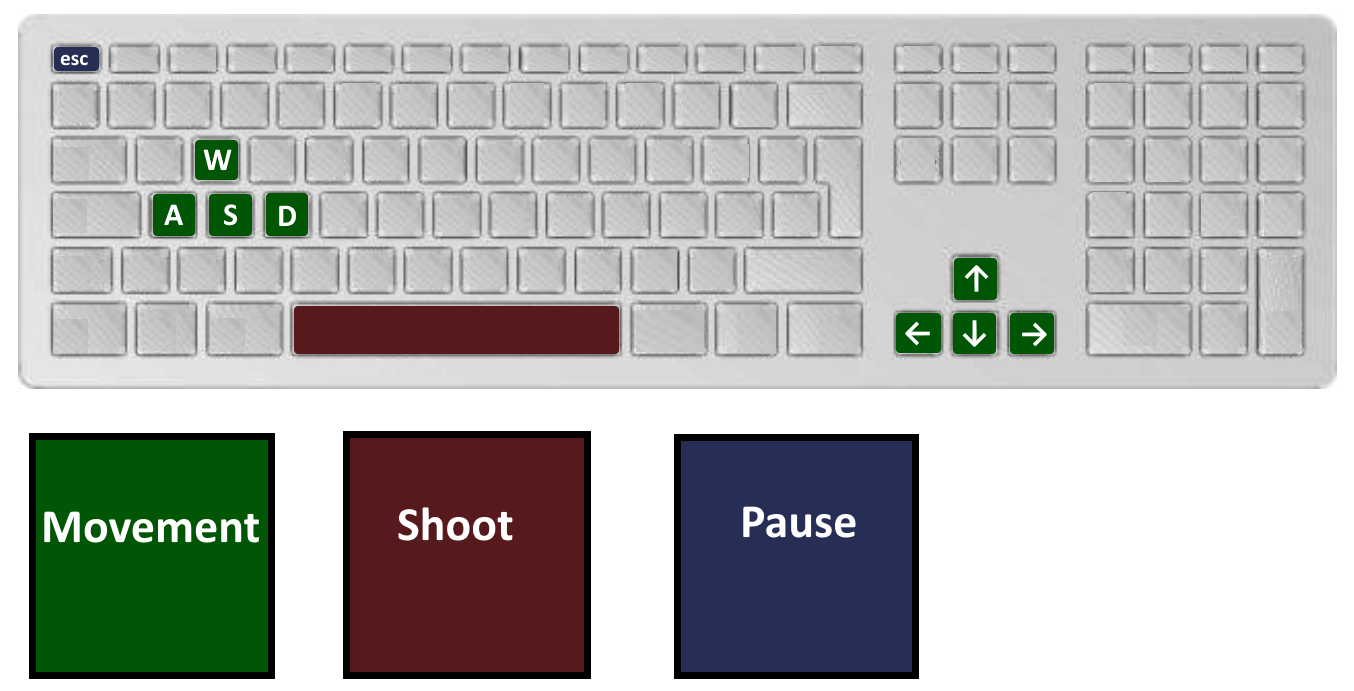 esc
W
A S D
↑
← ↓ →
Movement
Shoot
Pause